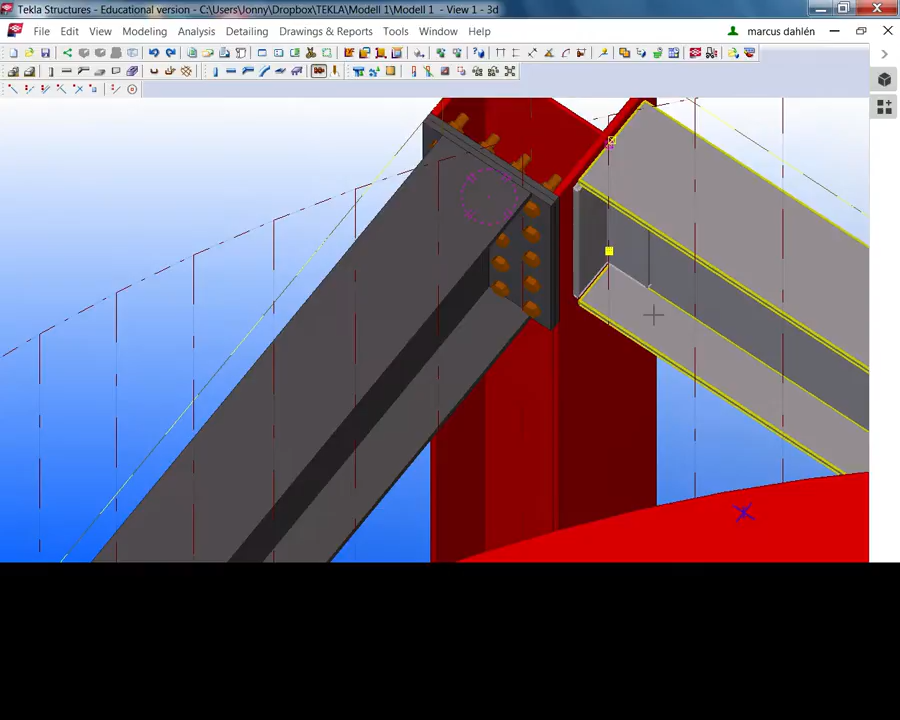 Tekla Structures - Educational version - C:\Users\Jonny\Dropbox\TEKLA\Modell 1\Modell 1 - View 1 - 3d
File Edit View Modeling Analysis Detailing Drawings & Reports Tools Window Help marcus dahlén